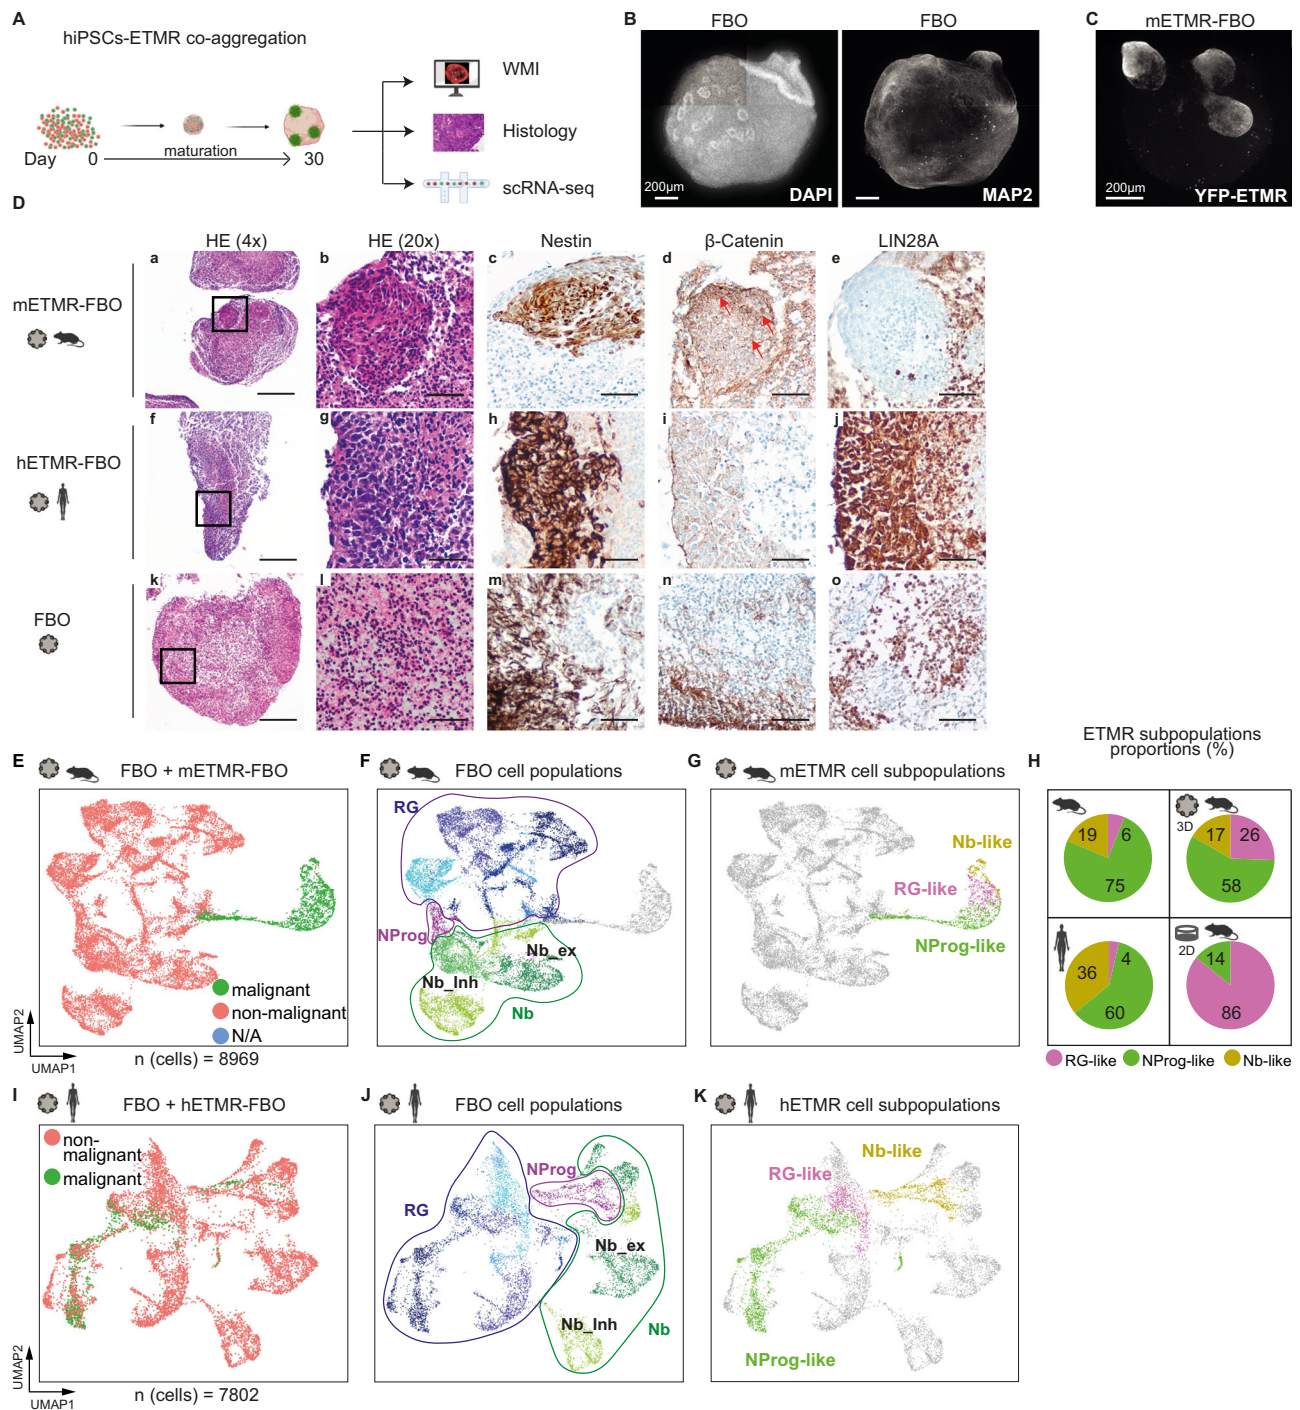 A
hiPSCs-ETMR co-aggregation
Day 0 maturation 30
WMI
Histology
scRNA-seq
B
FBO
FBO
200µm
DAPI
MAP2
C
mETMR-FBO
200µm
YFP-ETMR
D
HE (4x)
HE (20x)
Nestin
β-Catenin
LIN28A
mETMR-FBO
a
b
c
d
e
hETMR-FBO
f
g
h
i
j
FBO
k
l
m
n
o
E
FBO + mETMR-FBO
malignant
non-malignant
N/A
UMAP2
UMAP1
n (cells) = 8969
F
FBO cell populations
RG
NProg
Nb_ex
Nb_Inh
Nb
G
mETMR cell subpopulations
Nb-like
RG-like
NProg-like
ETMR subpopulations
proportions (%)
H
19
6
75
3D
17
26
58
36
4
60
2D
14
86
RG-like
NProg-like
Nb-like
I
FBO + hETMR-FBO
non-
malignant
malignant
UMAP2
UMAP1
n (cells) = 7802
J
FBO cell populations
NProg
RG
Nb_ex
Nb_Inh
Nb
K
hETMR cell subpopulations
Nb-like
RG-like
NProg-like